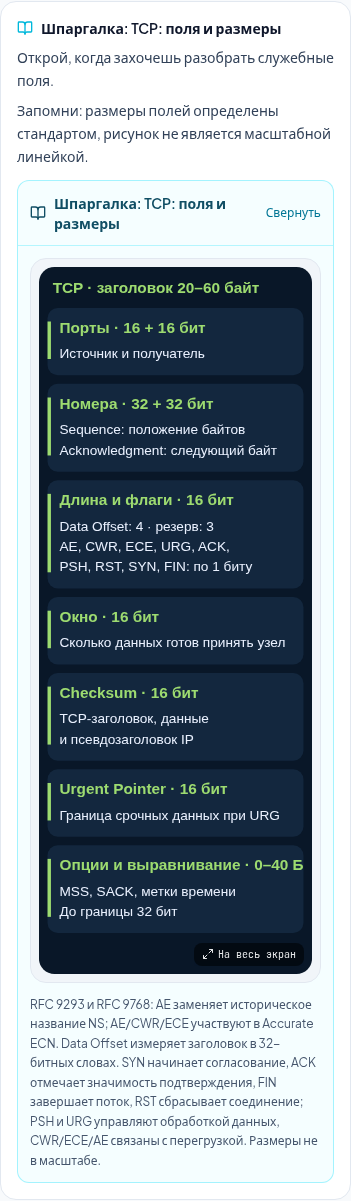 Шпаргалка: TCP: поля и размеры
Открой, когда захочешь разобрать служебные
поля.
Запомни: размеры полей определены
стандартом, рисунок не является масштабной
линейкой.
Шпаргалка: TCP: поля и
размеры
Свернуть
TCP · заголовок 20–60 байт
Порты · 16 + 16 бит
Источник и получатель
Номера · 32 + 32 бит
Sequence: положение байтов
Acknowledgment: следующий байт
Длина и флаги · 16 бит
Data Offset: 4 · резерв: 3
AE, CWR, ECE, URG, ACK,
PSH, RST, SYN, FIN: по 1 биту
Окно · 16 бит
Сколько данных готов принять узел
Checksum · 16 бит
TCP-заголовок, данные
и псевдозаголовок IP
Urgent Pointer · 16 бит
Граница срочных данных при URG
Опции и выравнивание · 0–40 Б
MSS, SACK, метки времени
До границы 32 бит
На весь экран
RFC 9293 и RFC 9768: AE заменяет историческое
название NS; AE/CWR/ECE участвуют в Accurate
ECN. Data Offset измеряет заголовок в 32-
битных словах. SYN начинает согласование, ACK
отмечает значимость подтверждения, FIN
завершает поток, RST сбрасывает соединение;
PSH и URG управляют обработкой данных,
CWR/ECE/AE связаны с перегрузкой. Размеры не
в масштабе.